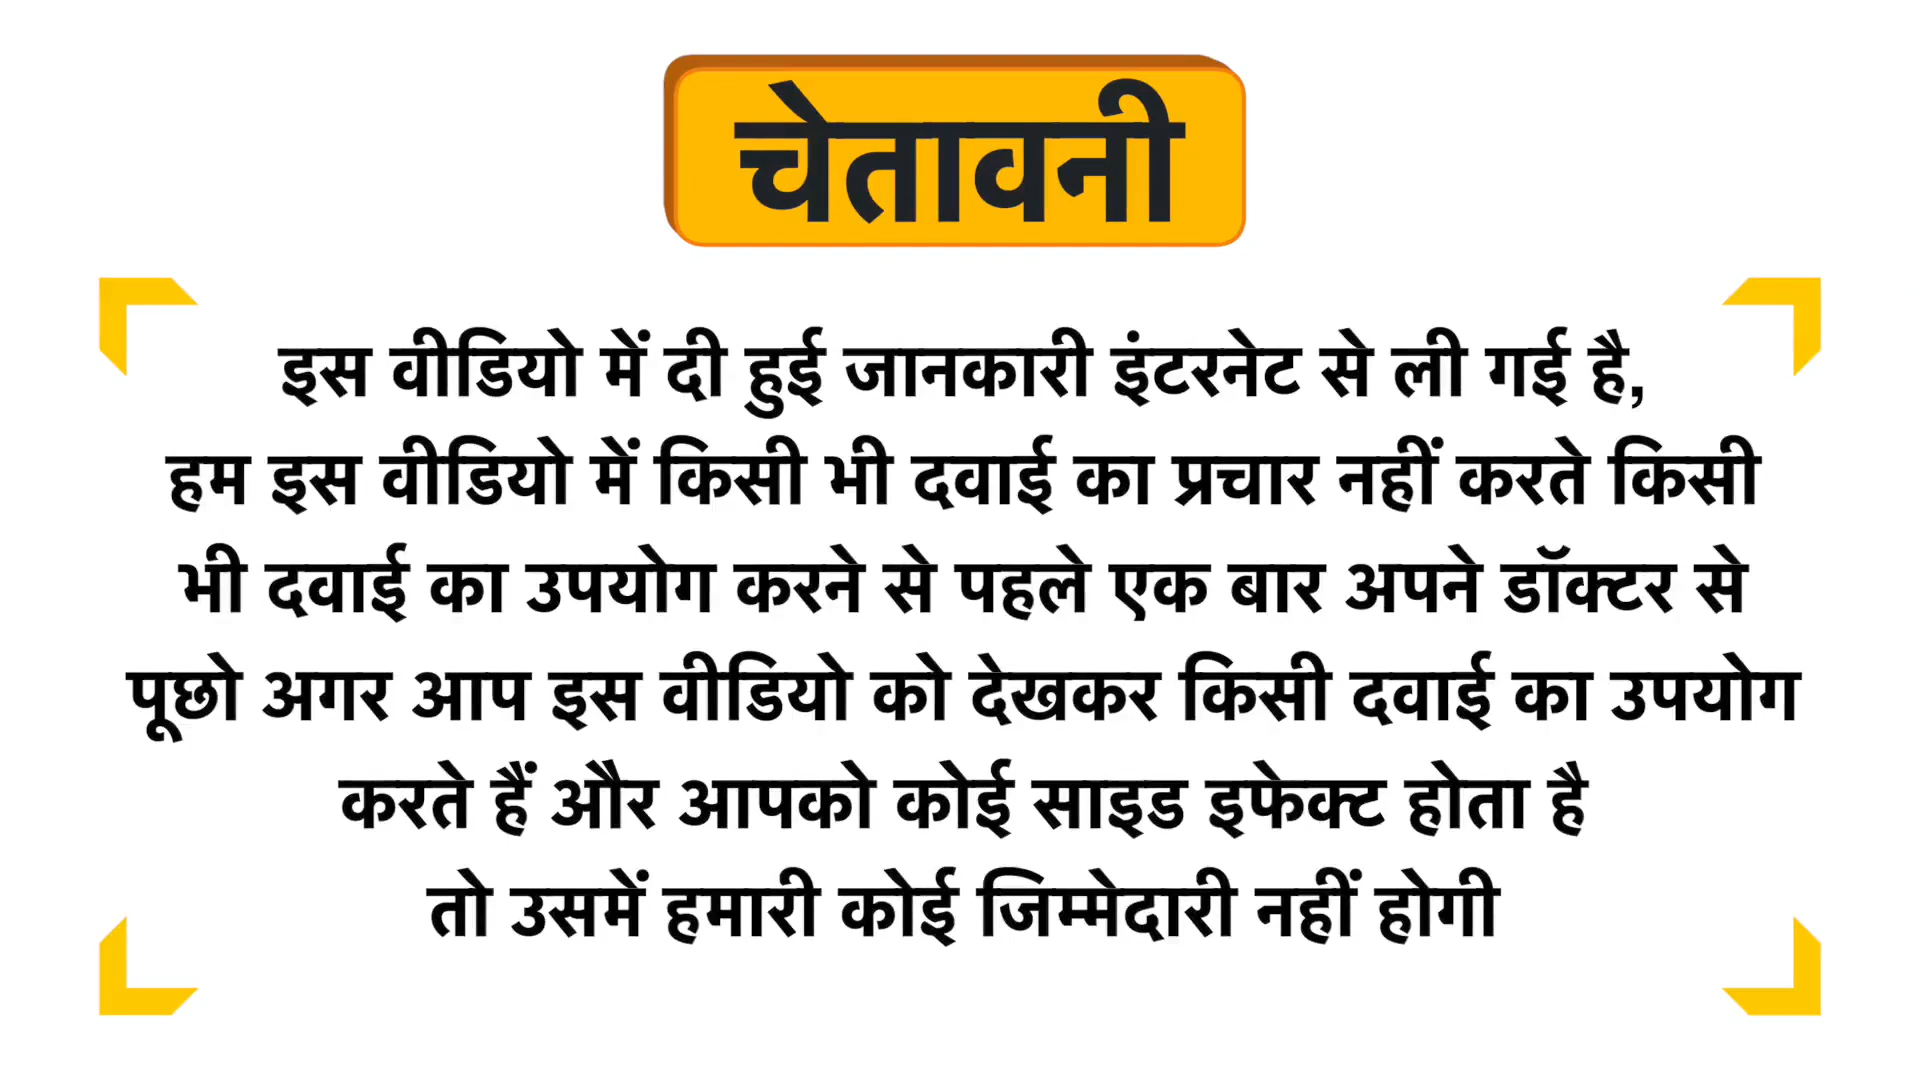 चेतावनी
इस वीडियो में दी हुई जानकारी इंटरनेट से ली गई है,
हम इस वीडियो में किसी भी दवाई का प्रचार नहीं करते किसी
भी दवाई का उपयोग करने से पहले एक बार अपने डॉक्टर से
पूछो अगर आप इस वीडियो को देखकर किसी दवाई का उपयोग
करते हैं और आपको कोई साइड इफेक्ट होता है
तो उसमें हमारी कोई जिम्मेदारी नहीं होगी